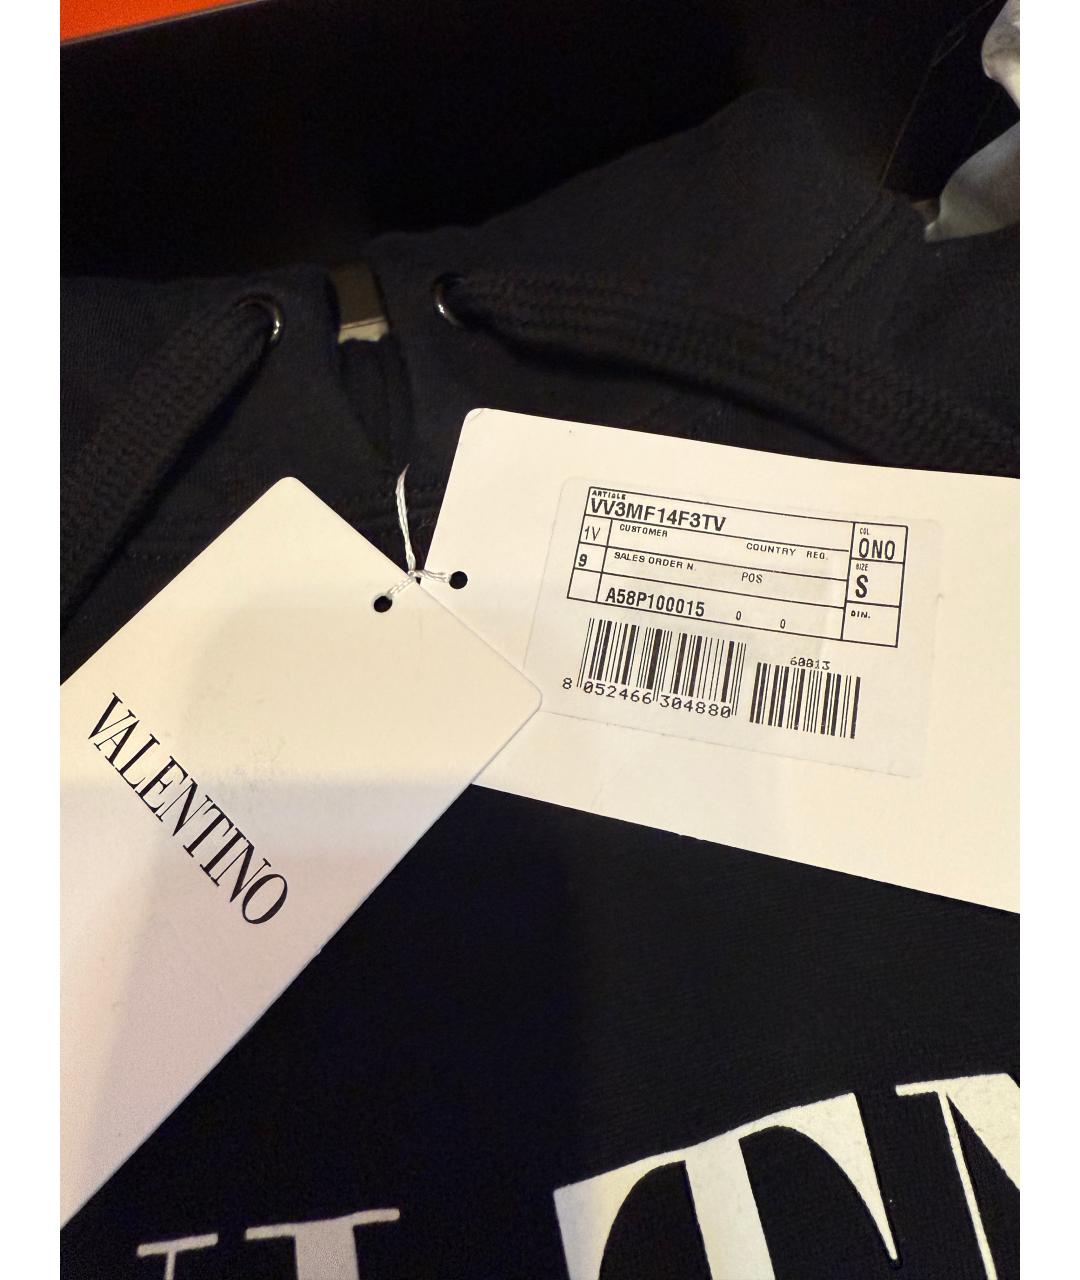 ARTICLE
VV3MF14F3TV
COL
0N0
1V
CUSTOMER
COUNTRY REG.
SIZE
S
9
SALES ORDER N.
POS
DIN.
A58P100015 0 0
60013
8 052466 304880
VALENTINO
VLTN